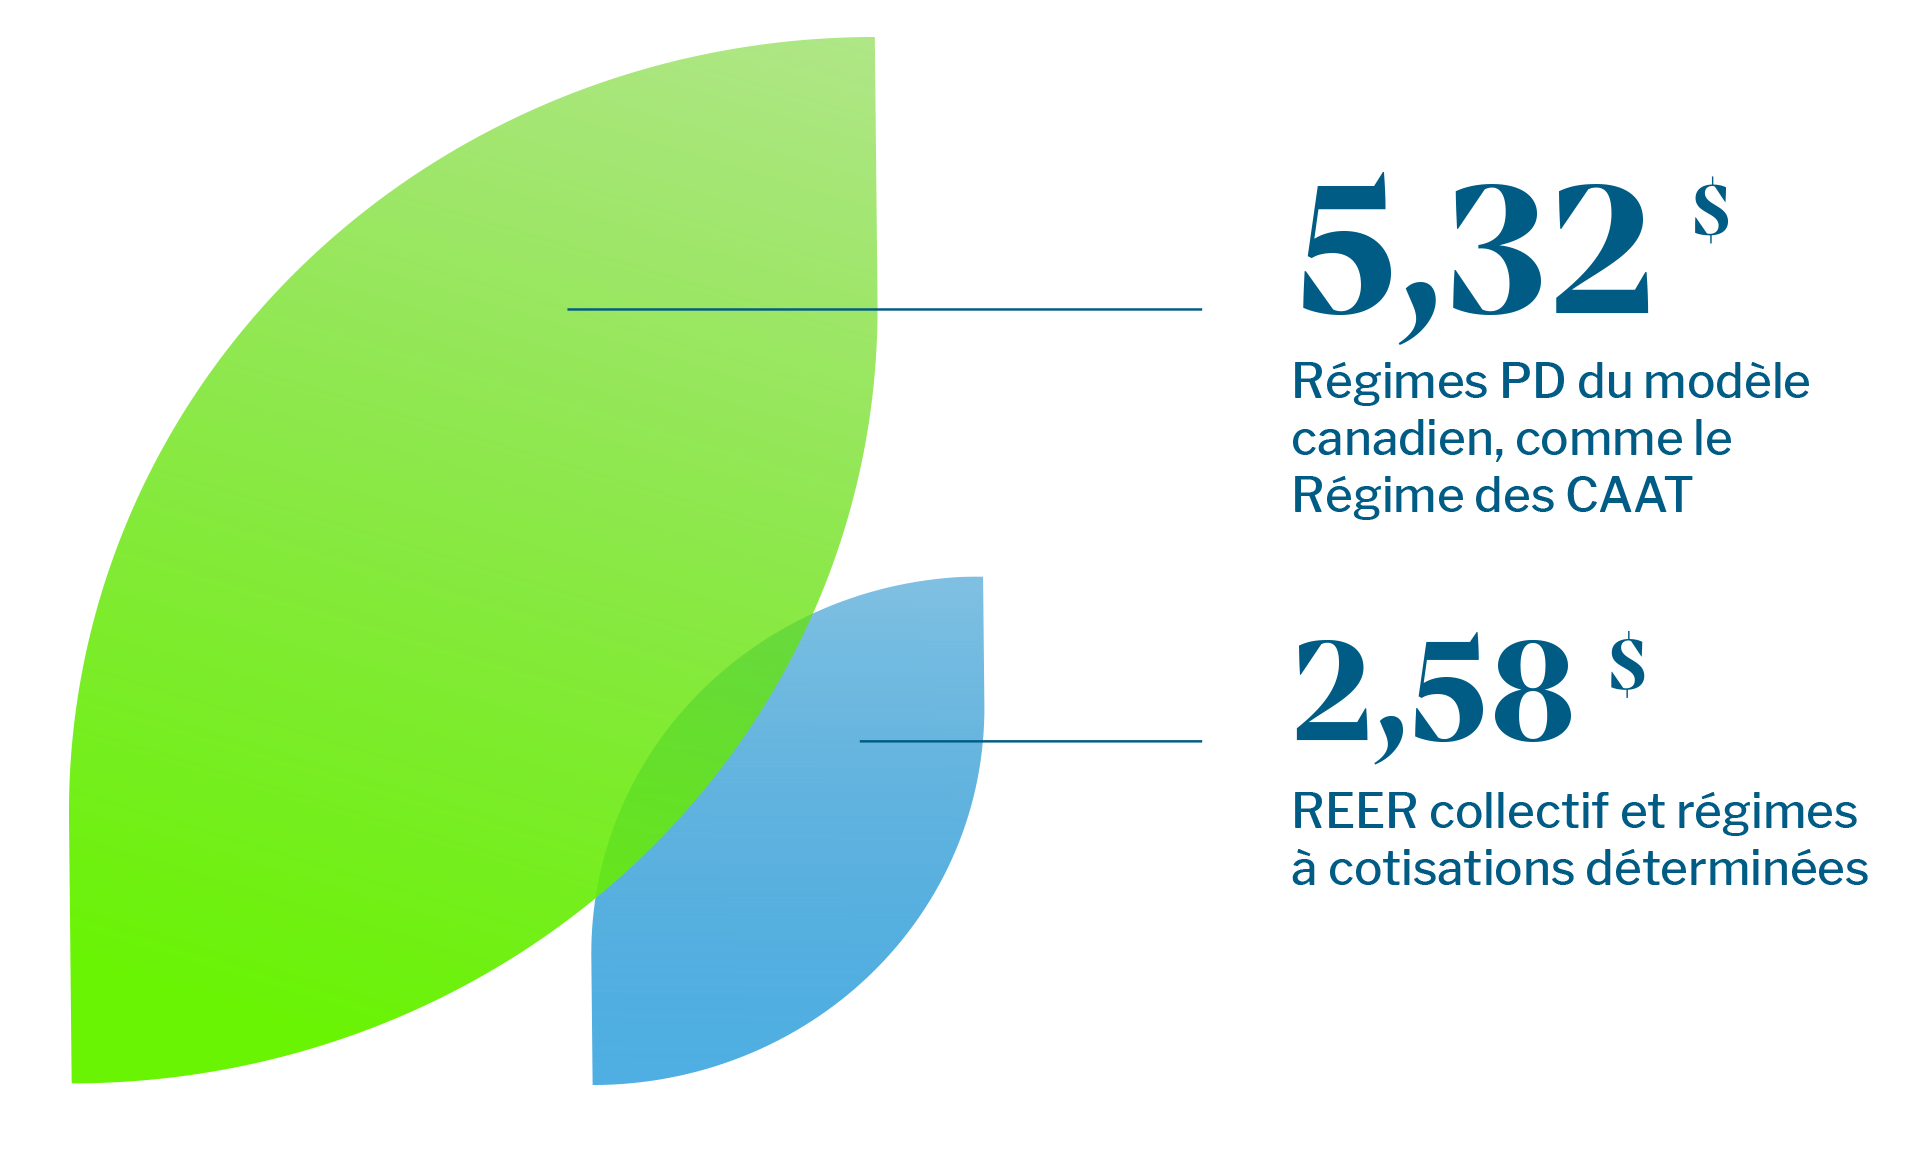 5,32 $
Régimes PD du modèle
canadien, comme le
Régime des CAAT
2,58 $
REER collectif et régimes
à cotisations déterminées